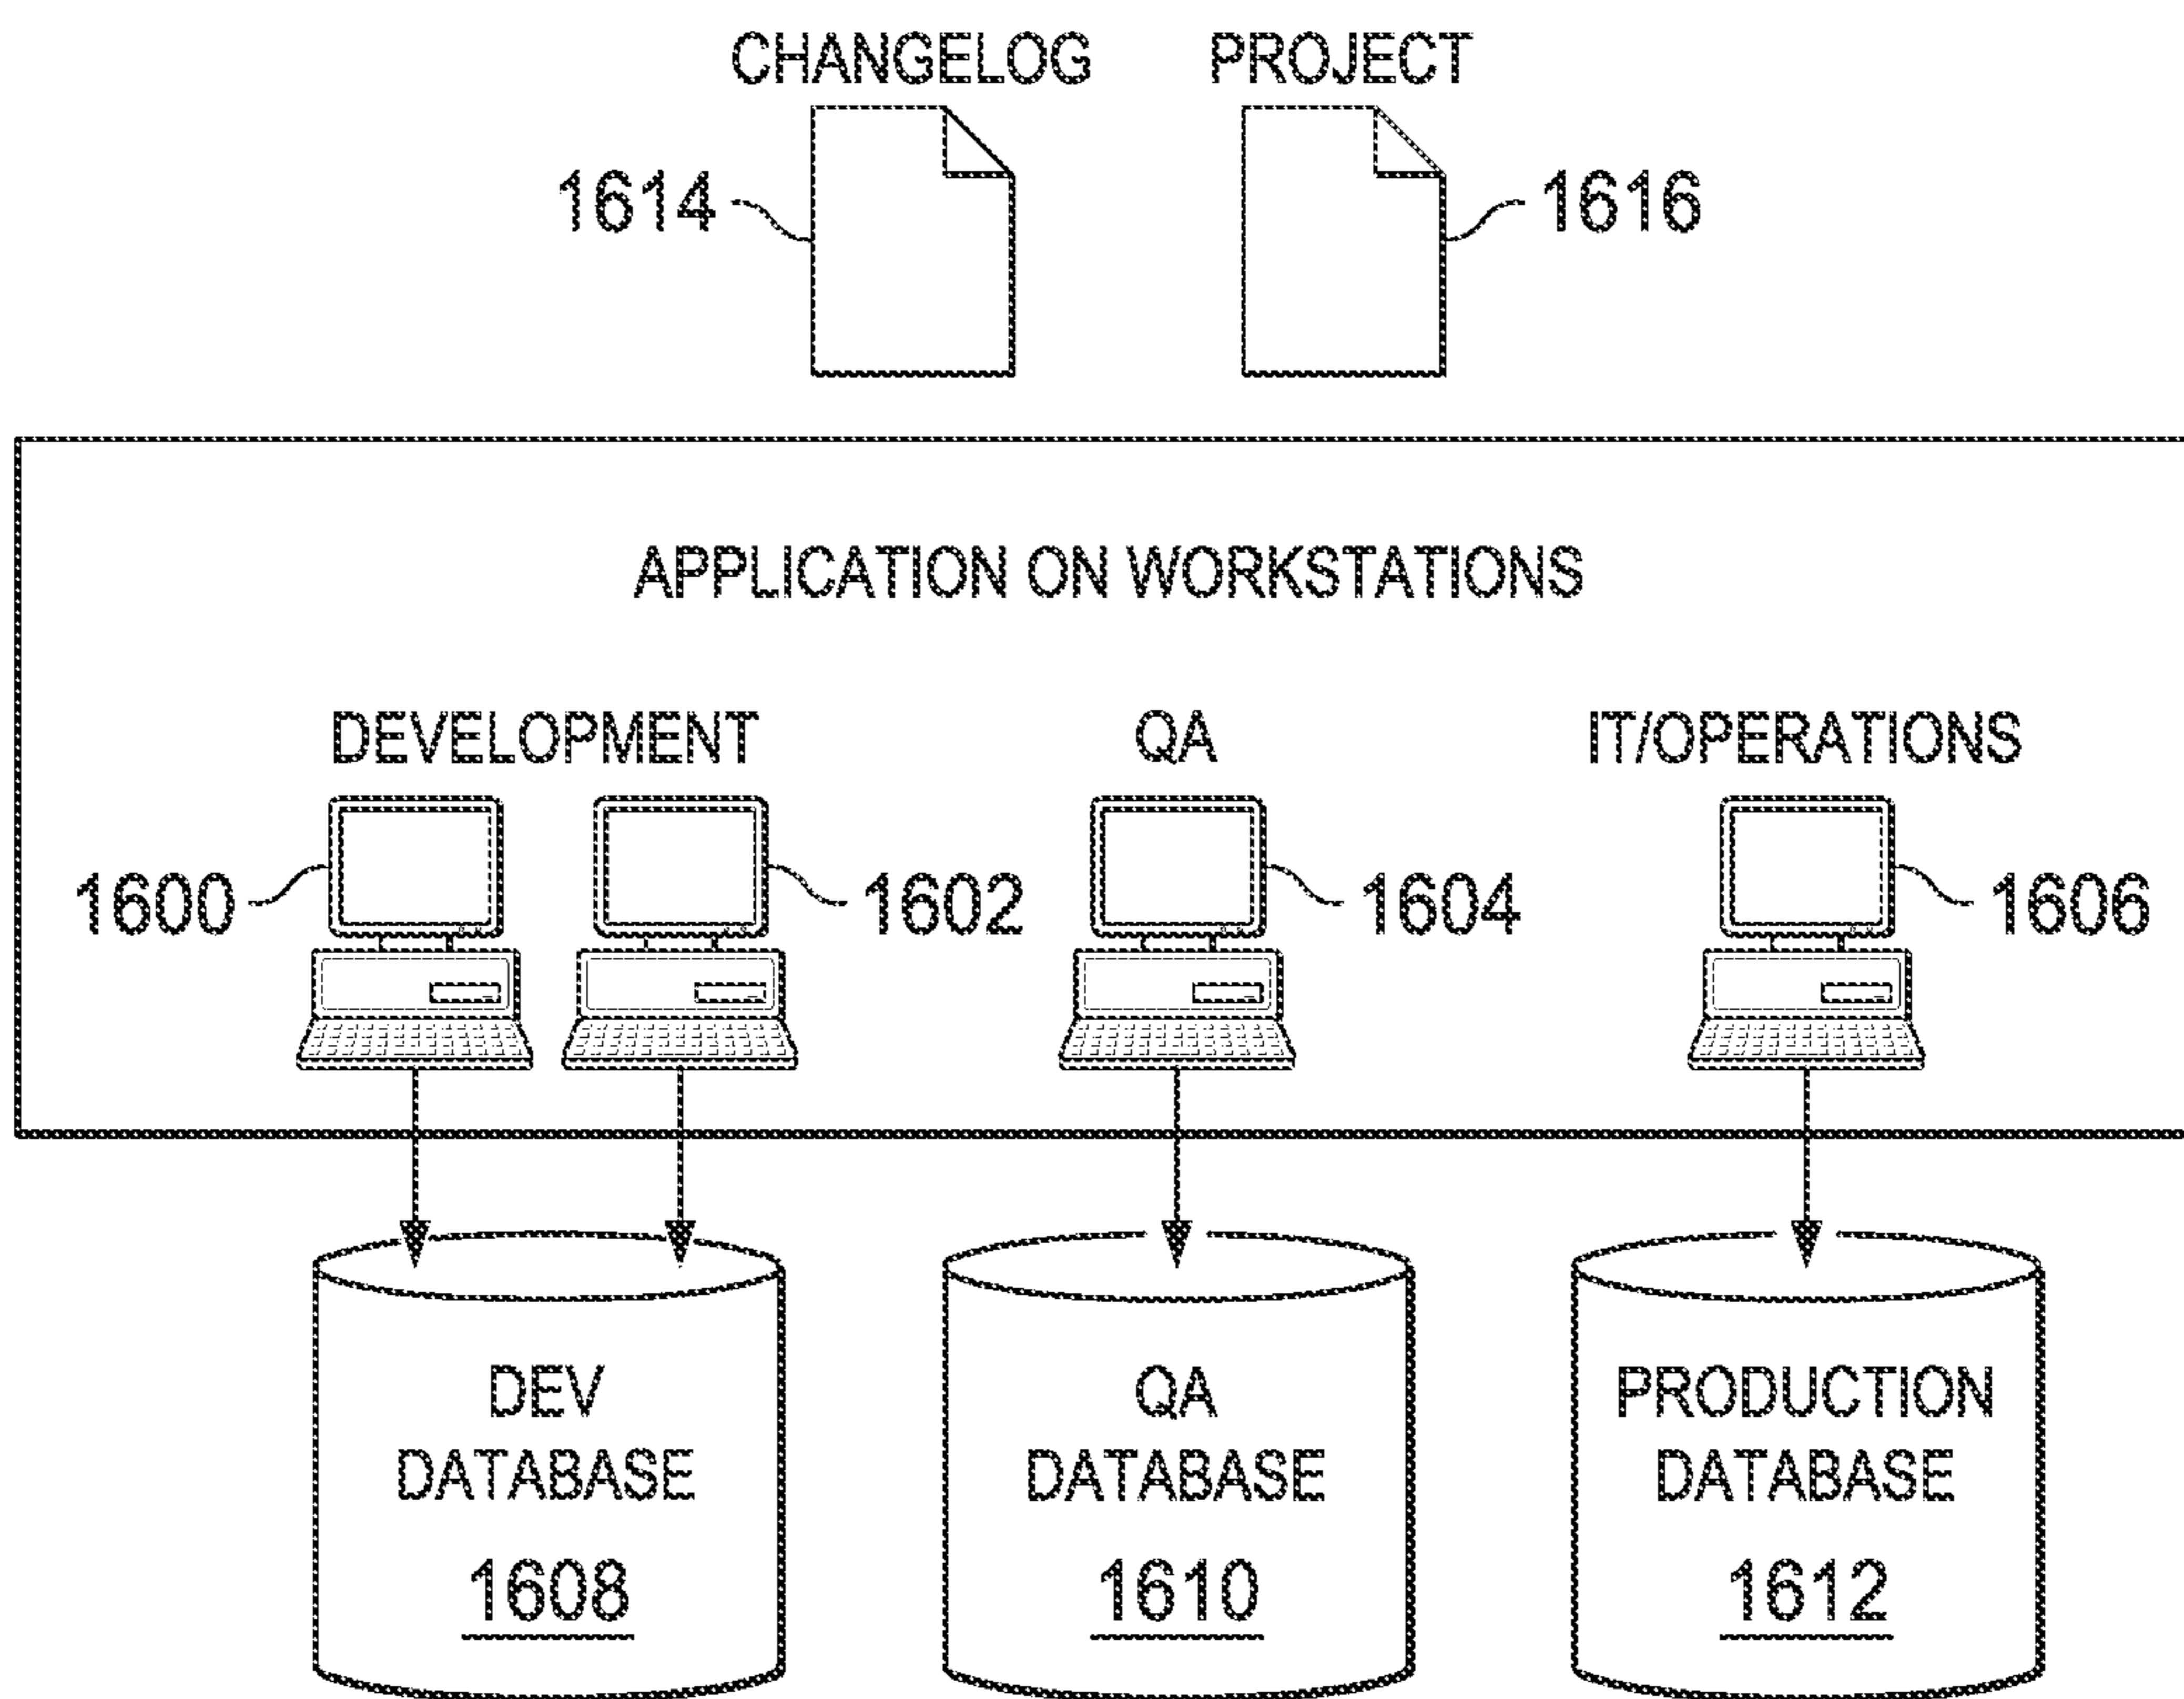 CHANGELOG PROJECT
1614 1616
APPLICATION ON WORKSTATIONS
DEVELOPMENT QA IT/OPERATIONS
1600 1602 1604 1606
DEV
DATABASE
1608
QA
DATABASE
1610
PRODUCTION
DATABASE
1612